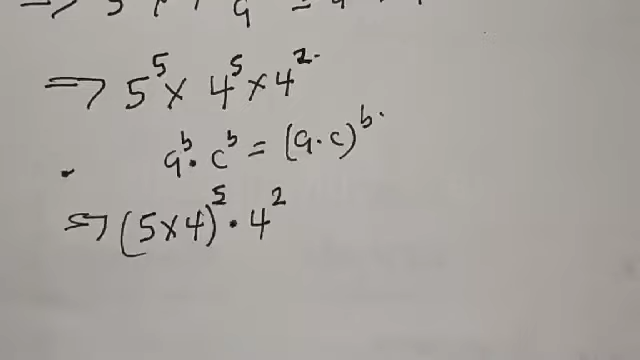 ⇒ 5⁵ × 4⁵ × 4²
a^b · c^b = (a · c)^b
⇒ (5×4)⁵ · 4²